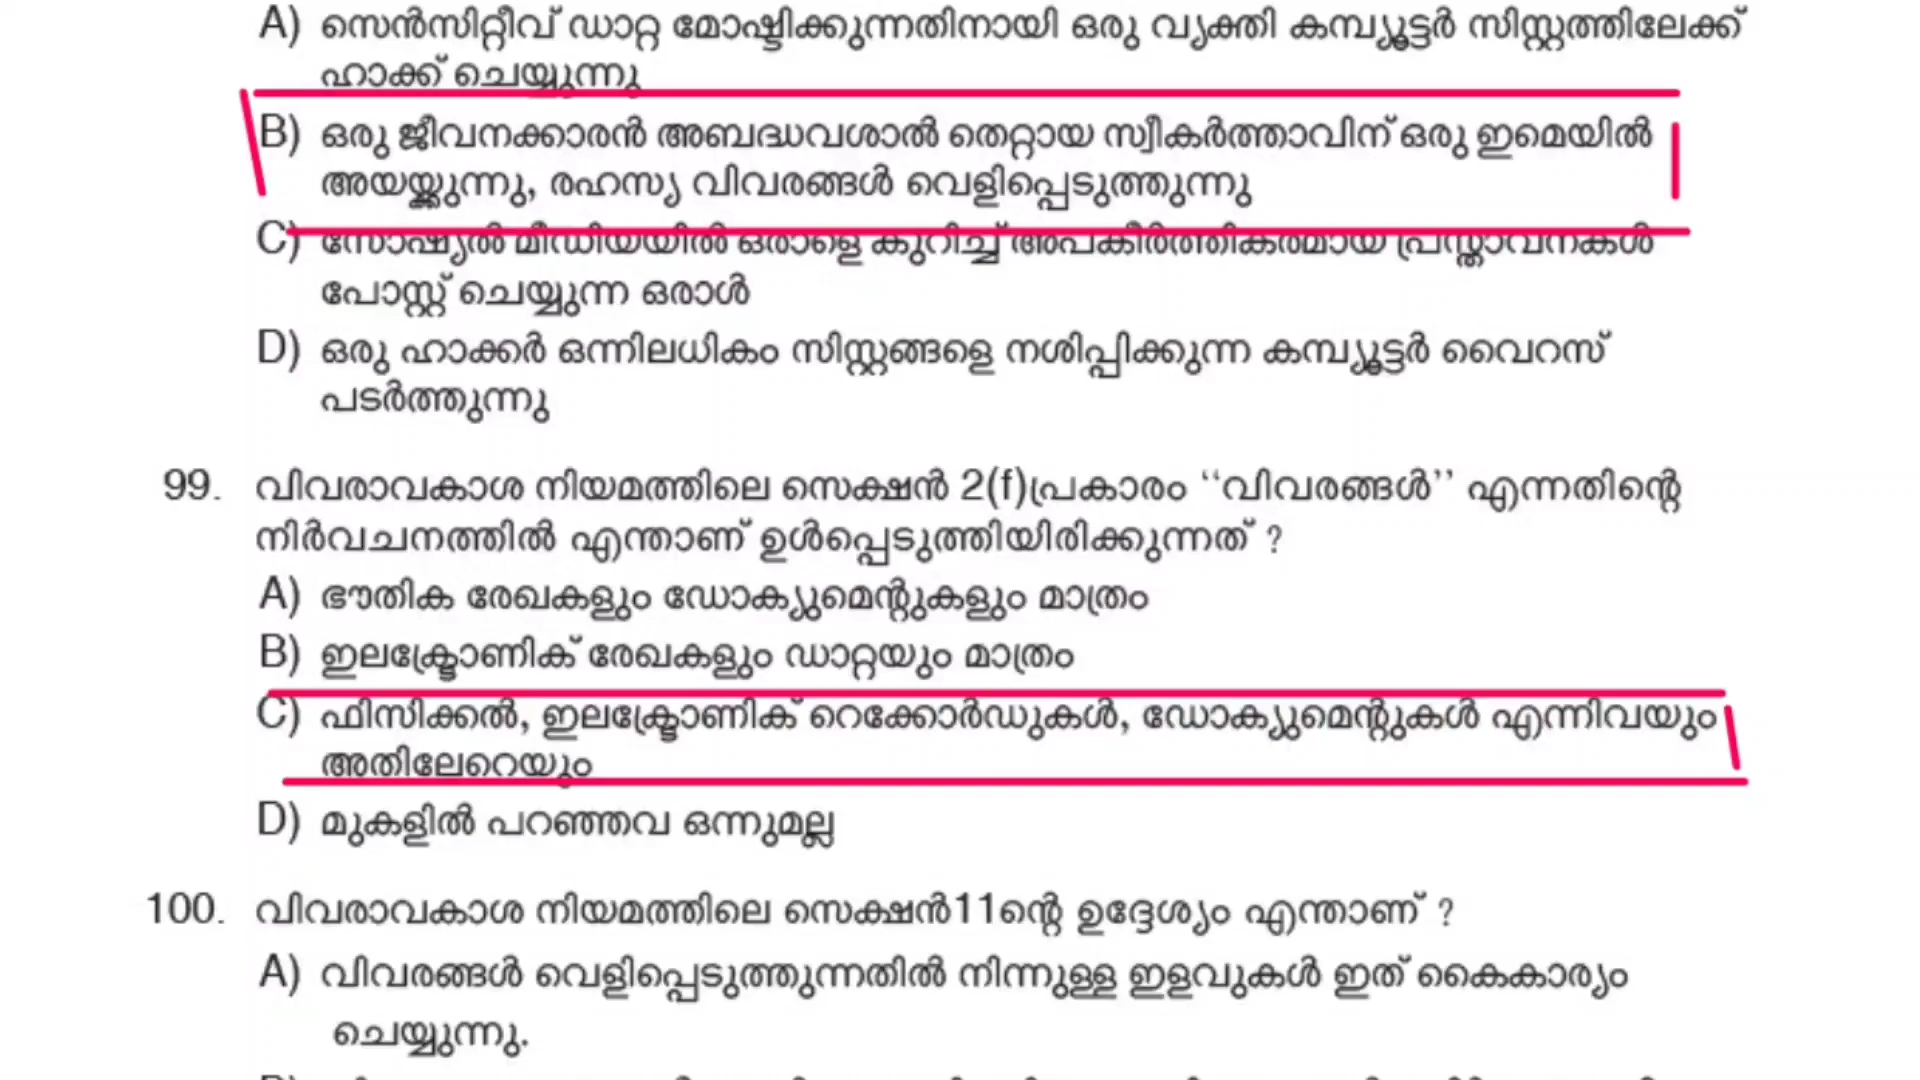 A) സെൻസിറ്റീവ് ഡാറ്റ മോഷ്ടിക്കുന്നതിനായി ഒരു വ്യക്തി കമ്പ്യൂട്ടർ സിസ്റ്റത്തിലേക്ക്
ഹാക്ക് ചെയ്യുന്നു
B) ഒരു ജീവനക്കാരൻ അബദ്ധവശാൽ തെറ്റായ സ്വീകർത്താവിന് ഒരു ഇമെയിൽ
അയയ്ക്കുന്നു, രഹസ്യ വിവരങ്ങൾ വെളിപ്പെടുത്തുന്നു
C) സോഷ്യൽ മീഡിയയിൽ ഒരാളെ കുറിച്ച് അപകീർത്തികരമായ പ്രസ്താവനകൾ
പോസ്റ്റ് ചെയ്യുന്ന ഒരാൾ
D) ഒരു ഹാക്കർ ഒന്നിലധികം സിസ്റ്റങ്ങളെ നശിപ്പിക്കുന്ന കമ്പ്യൂട്ടർ വൈറസ്
പടർത്തുന്നു
99. വിവരാവകാശ നിയമത്തിലെ സെക്ഷൻ 2(f)പ്രകാരം ‘‘വിവരങ്ങൾ’’ എന്നതിന്റെ
നിർവചനത്തിൽ എന്താണ് ഉൾപ്പെടുത്തിയിരിക്കുന്നത് ?
A) ഭൗതിക രേഖകളും ഡോക്യുമെന്റുകളും മാത്രം
B) ഇലക്ട്രോണിക് രേഖകളും ഡാറ്റയും മാത്രം
C) ഫിസിക്കൽ, ഇലക്ട്രോണിക് റെക്കോർഡുകൾ, ഡോക്യുമെന്റുകൾ എന്നിവയും
അതിലേറെയും
D) മുകളിൽ പറഞ്ഞവ ഒന്നുമല്ല
100. വിവരാവകാശ നിയമത്തിലെ സെക്ഷൻ11ന്റെ ഉദ്ദേശ്യം എന്താണ് ?
A) വിവരങ്ങൾ വെളിപ്പെടുത്തുന്നതിൽ നിന്നുള്ള ഇളവുകൾ ഇത് കൈകാര്യം
ചെയ്യുന്നു.